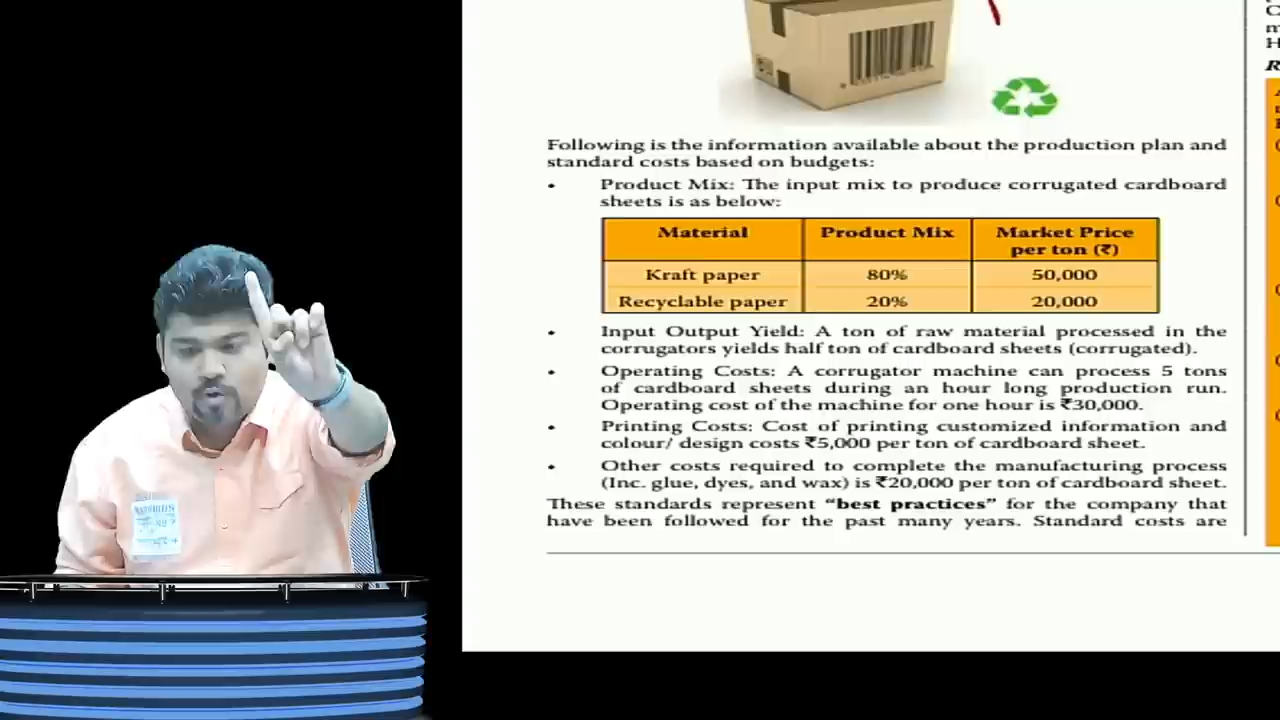 Following is the information available about the production plan and
standard costs based on budgets:
• Product Mix: The input mix to produce corrugated cardboard
sheets is as below:
Material Product Mix Market Price per ton (₹)
Kraft paper 80% 50,000
Recyclable paper 20% 20,000
• Input Output Yield: A ton of raw material processed in the
corrugators yields half ton of cardboard sheets (corrugated).
• Operating Costs: A corrugator machine can process 5 tons
of cardboard sheets during an hour long production run.
Operating cost of the machine for one hour is ₹30,000.
• Printing Costs: Cost of printing customized information and
colour/ design costs ₹5,000 per ton of cardboard sheet.
• Other costs required to complete the manufacturing process
(Inc. glue, dyes, and wax) is ₹20,000 per ton of cardboard sheet.
These standards represent "best practices" for the company that
have been followed for the past many years. Standard costs are